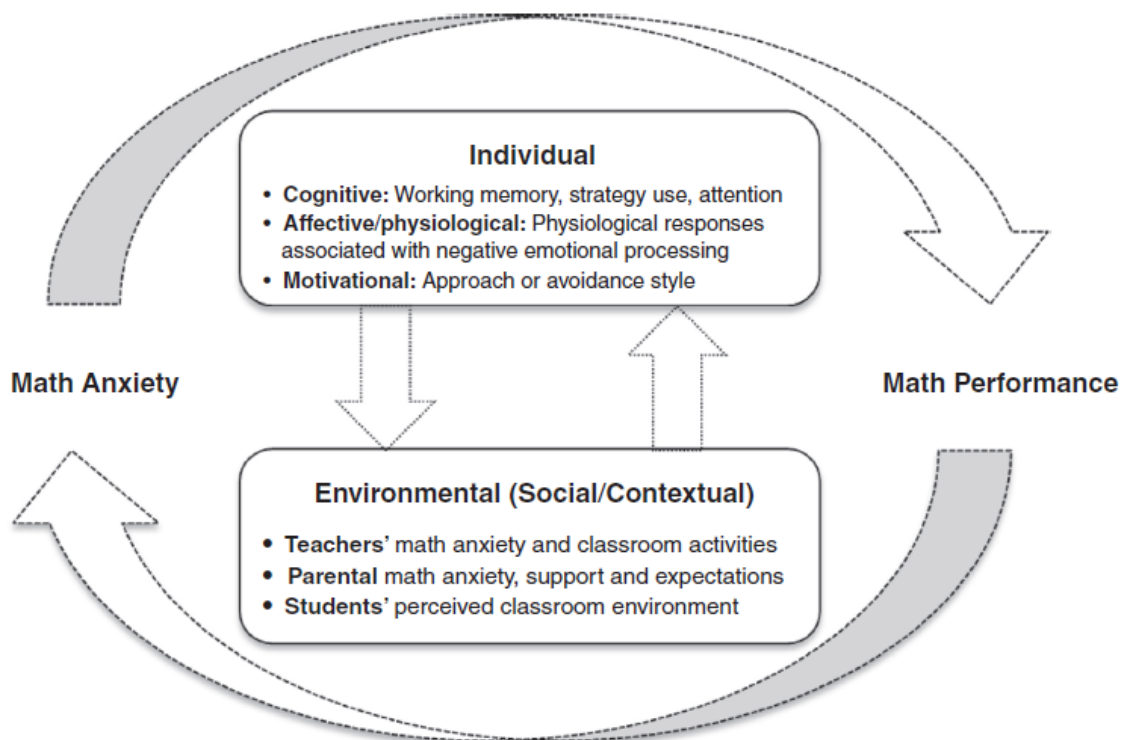 Individual
• Cognitive: Working memory, strategy use, attention
• Affective/physiological: Physiological responses
associated with negative emotional processing
• Motivational: Approach or avoidance style
Math Anxiety
Math Performance
Environmental (Social/Contextual)
• Teachers’ math anxiety and classroom activities
• Parental math anxiety, support and expectations
• Students’ perceived classroom environment